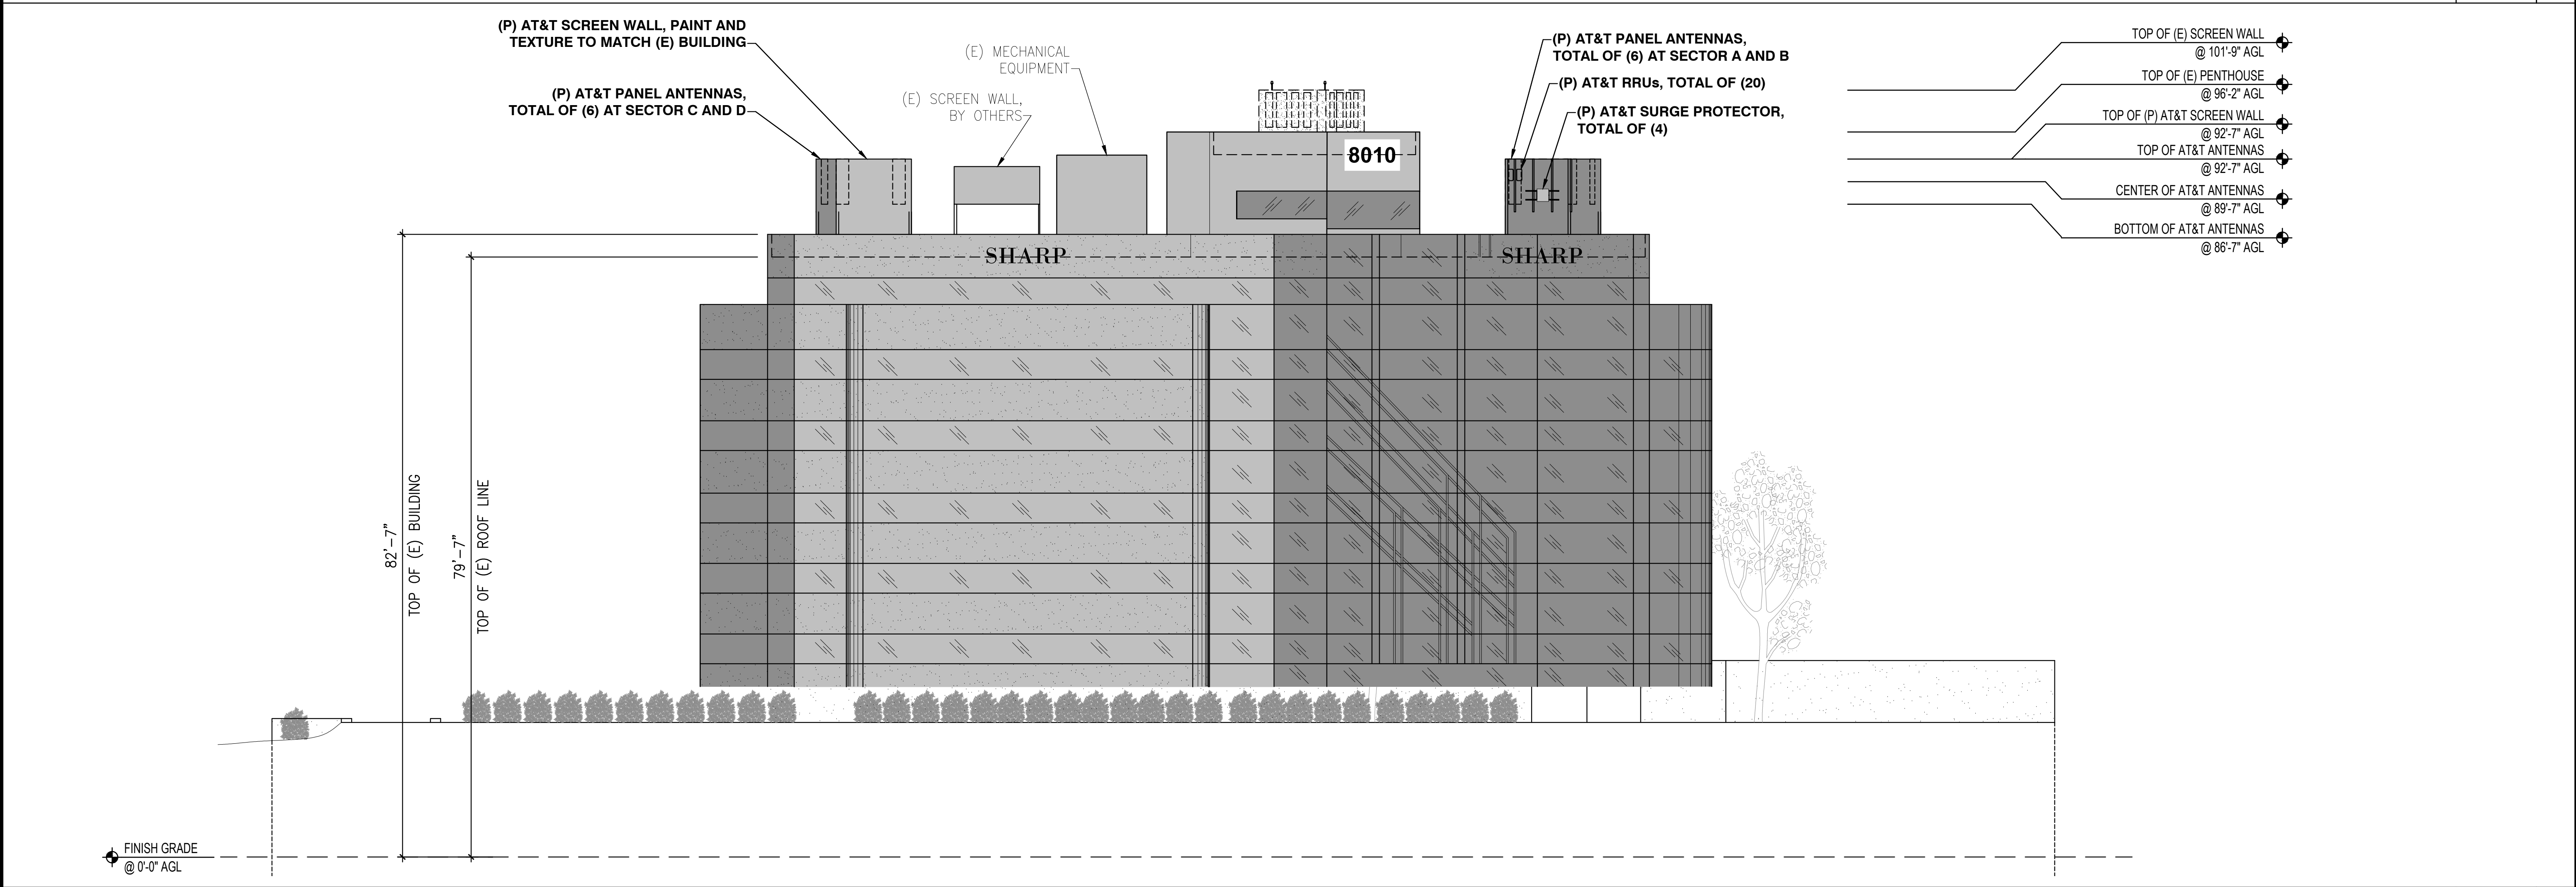 (P) AT&T SCREEN WALL, PAINT AND
TEXTURE TO MATCH (E) BUILDING
(P) AT&T PANEL ANTENNAS,
TOTAL OF (6) AT SECTOR C AND D
(E) MECHANICAL
EQUIPMENT
(E) SCREEN WALL,
BY OTHERS
(P) AT&T PANEL ANTENNAS,
TOTAL OF (6) AT SECTOR A AND B
(P) AT&T RRUs, TOTAL OF (20)
(P) AT&T SURGE PROTECTOR,
TOTAL OF (4)
TOP OF (E) SCREEN WALL
@ 101'-9" AGL
TOP OF (E) PENTHOUSE
@ 96'-2" AGL
TOP OF (P) AT&T SCREEN WALL
@ 92'-7" AGL
TOP OF AT&T ANTENNAS
@ 92'-7" AGL
CENTER OF AT&T ANTENNAS
@ 89'-7" AGL
BOTTOM OF AT&T ANTENNAS
@ 86'-7" AGL
8010
SHARP
SHARP
82'-7"
TOP OF (E) BUILDING
79'-7"
TOP OF (E) ROOF LINE
FINISH GRADE
@ 0'-0" AGL